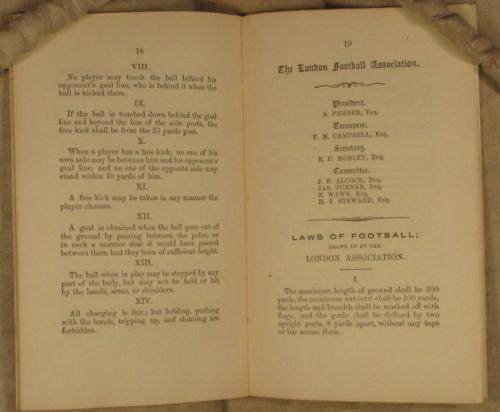 18
VIII.
No player may touch the ball behind his
opponent's goal line, who is behind it when the
ball is kicked there.
IX.
If the ball is touched down behind the goal
line and beyond the line of the side posts, the
free kick shall be from the 25 yards post.
X.
When a player has a free kick, no one of his
own side may be between him and his opponent's
goal line, and no one of the opposite side may
stand within 10 yards of him.
XI.
A free kick may be taken in any manner the
player chooses.
XII.
A goal is obtained when the ball goes out of
the ground by passing between the poles, or
in such a manner that it would have passed
between them had they been of sufficient height.
XIII.
The ball when in play may be stopped by any
part of the body, but may not be held or hit
by the hands, arms, or shoulders.
XIV.
All charging is fair; but holding, pushing
with the hands, tripping up, and shinning are
forbidden.
19
The London Football Association.
President.
A. PEMBER, Esq.
Treasurer.
F. M. CAMPBELL, Esq.
Secretary.
E. C. MORLEY, Esq.
Committee.
J. F. ALCOCK, Esq.
JAS. TURNER, Esq.
E. WAWN, Esq.
H. T. STEWARD, Esq.
LAWS OF FOOTBALL;
DRAWN UP BY THE
LONDON ASSOCIATION.
I.
The maximum length of ground shall be 200
yards, the maximum BREADTH shall be 100 yards,
the length and breadth shall be marked off with
flags; and the goals shall be defined by two
upright posts, 8 yards apart, without any tape
or bar across them.